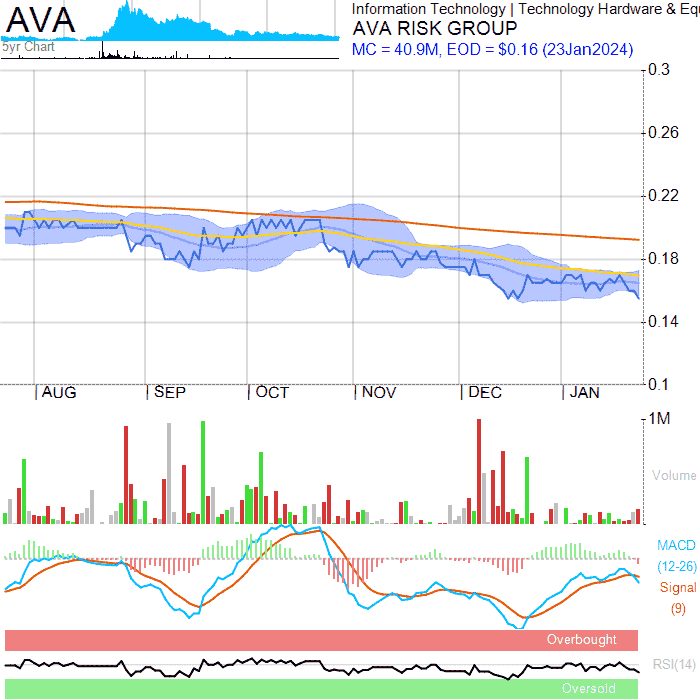 AVA
5yr Chart
Information Technology | Technology Hardware & Equ
AVA RISK GROUP
MC = 40.9M, EOD = $0.16 (23Jan2024)
0.3
0.26
0.22
0.18
0.14
0.1
AUG SEP OCT NOV DEC JAN
1M
Volume
MACD
(12-26)
Signal
(9)
Overbought
RSI(14)
Oversold